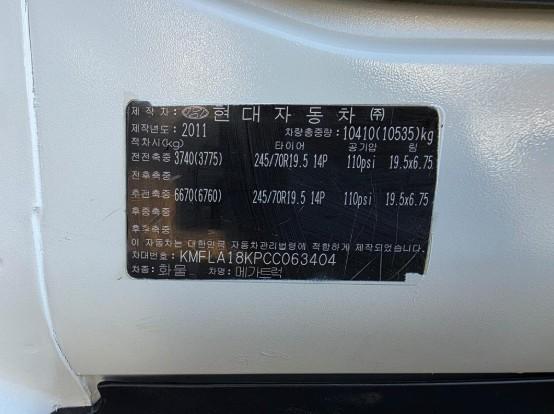 제 작 자: 현대자동차 ㈜
제작년도: 2011 차량총중량: 10410(10535)kg
적차시(kg) 타이어 공기압 림
전전축중 3740(3775) 245/70R19.5 14P 110psi 19.5x6.75
전후축중
후전축중 6670(6760) 245/70R19.5 14P 110psi 19.5x6.75
후중축중
후후축중
이 자동차는 대한민국 자동차관리법령에 적합하게 제작되었습니다.
차대번호: KMFLA18KPCC063404
차종: 화물 차명: 메가트럭